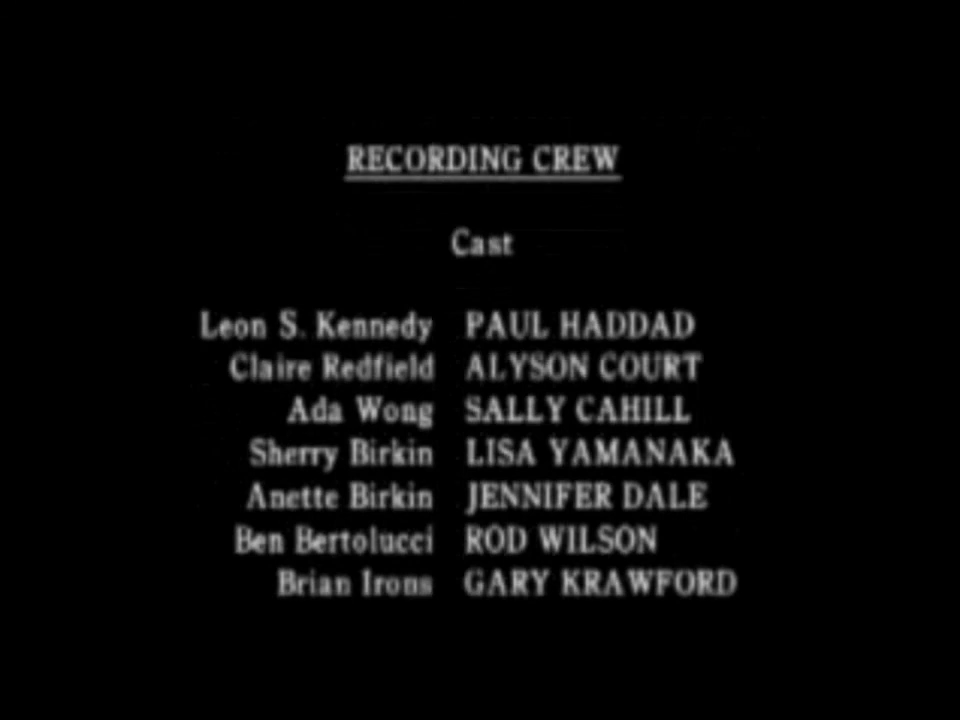 RECORDING CREW
Cast
Leon S. Kennedy PAUL HADDAD
Claire Redfield ALYSON COURT
Ada Wong SALLY CAHILL
Sherry Birkin LISA YAMANAKA
Anette Birkin JENNIFER DALE
Ben Bertolucci ROD WILSON
Brian Irons GARY KRAWFORD